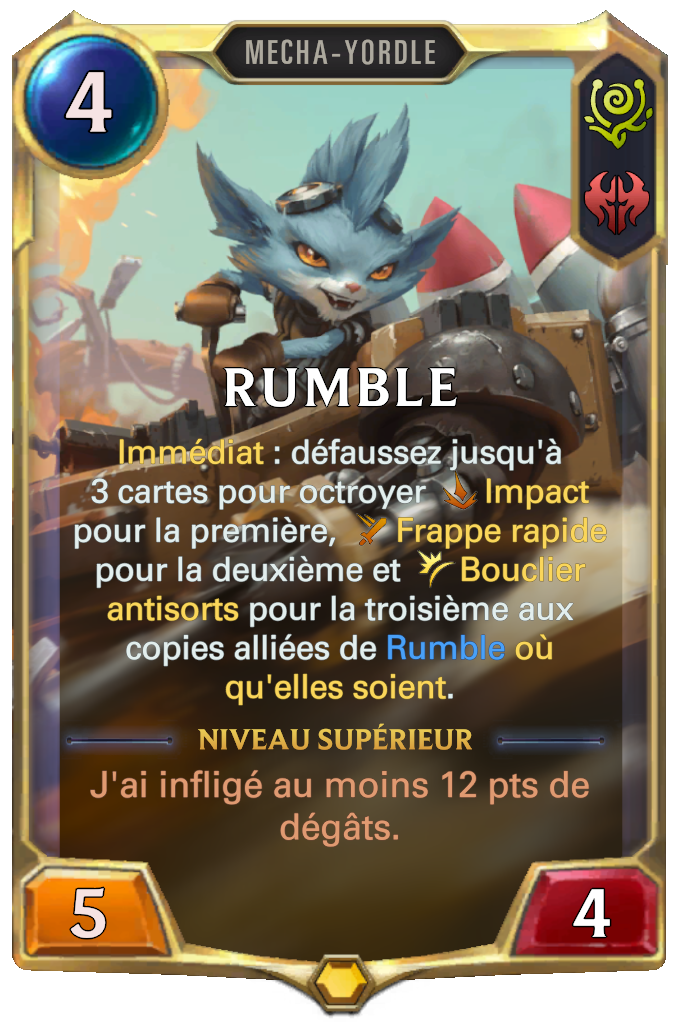 MECHA-YORDLE
4
RUMBLE
Immédiat : défaussez jusqu'à
3 cartes pour octroyer Impact
pour la première, Frappe rapide
pour la deuxième et Bouclier
antisorts pour la troisième aux
copies alliées de Rumble où
qu'elles soient.
NIVEAU SUPÉRIEUR
J'ai infligé au moins 12 pts de
dégâts.
5
4